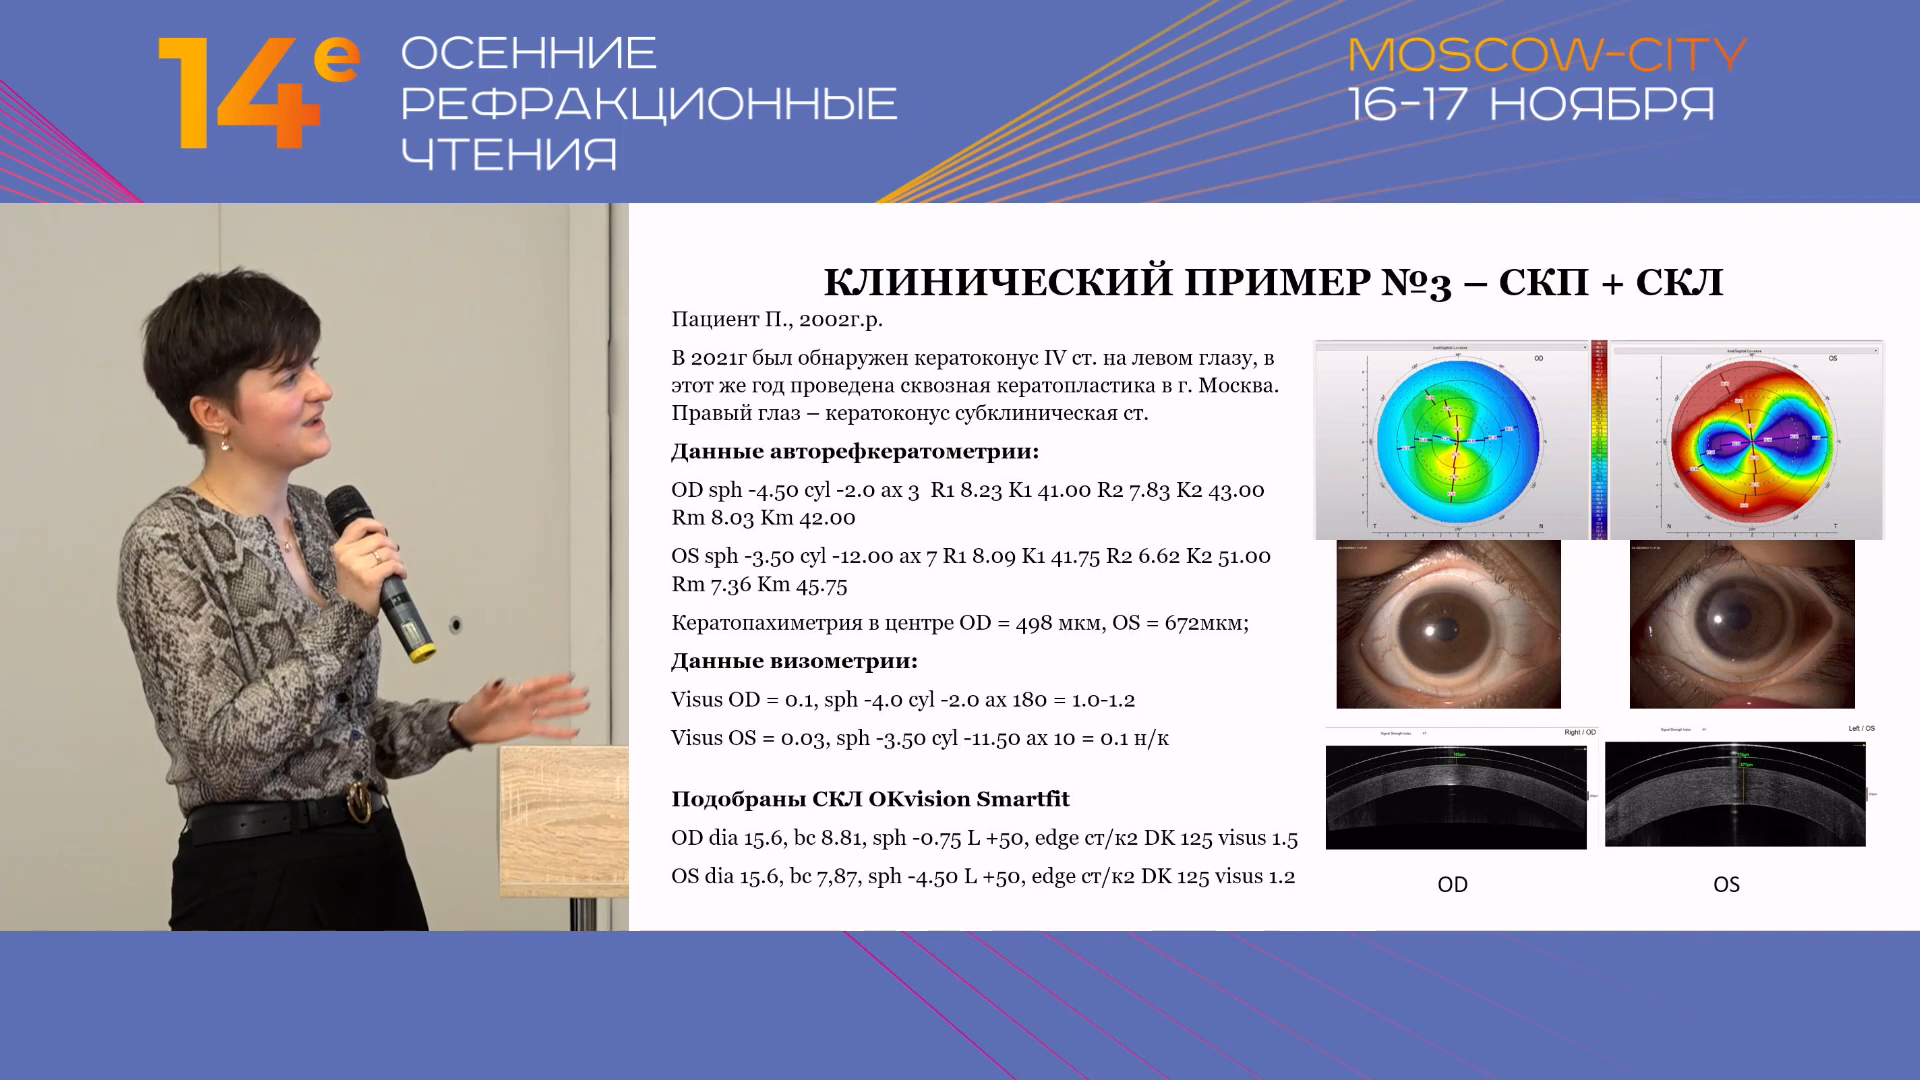 14е
ОСЕННИЕ
РЕФРАКЦИОННЫЕ
ЧТЕНИЯ
MOSCOW-CITY
16-17 НОЯБРЯ
КЛИНИЧЕСКИЙ ПРИМЕР №3 – СКП + СКЛ
Пациент П., 2002г.р.
В 2021г был обнаружен кератоконус IV ст. на левом глазу, в
этот же год проведена сквозная кератопластика в г. Москва.
Правый глаз – кератоконус субклиническая ст.
Данные авторефкератометрии:
OD sph -4.50 cyl -2.0 ax 3 R1 8.23 K1 41.00 R2 7.83 K2 43.00
Rm 8.03 Km 42.00
OS sph -3.50 cyl -12.00 ax 7 R1 8.09 K1 41.75 R2 6.62 K2 51.00
Rm 7.36 Km 45.75
Кератопахиметрия в центре OD = 498 мкм, OS = 672мкм;
Данные визометрии:
Visus OD = 0.1, sph -4.0 cyl -2.0 ax 180 = 1.0-1.2
Visus OS = 0.03, sph -3.50 cyl -11.50 ax 10 = 0.1 н/к
Подобраны СКЛ OKvision Smartfit
OD dia 15.6, bc 8.81, sph -0.75 L +50, edge ст/к2 DK 125 visus 1.5
OS dia 15.6, bc 7,87, sph -4.50 L +50, edge ст/к2 DK 125 visus 1.2
OD
OS
T
N
N
T
Right / OD
Left / OS
OD
OS